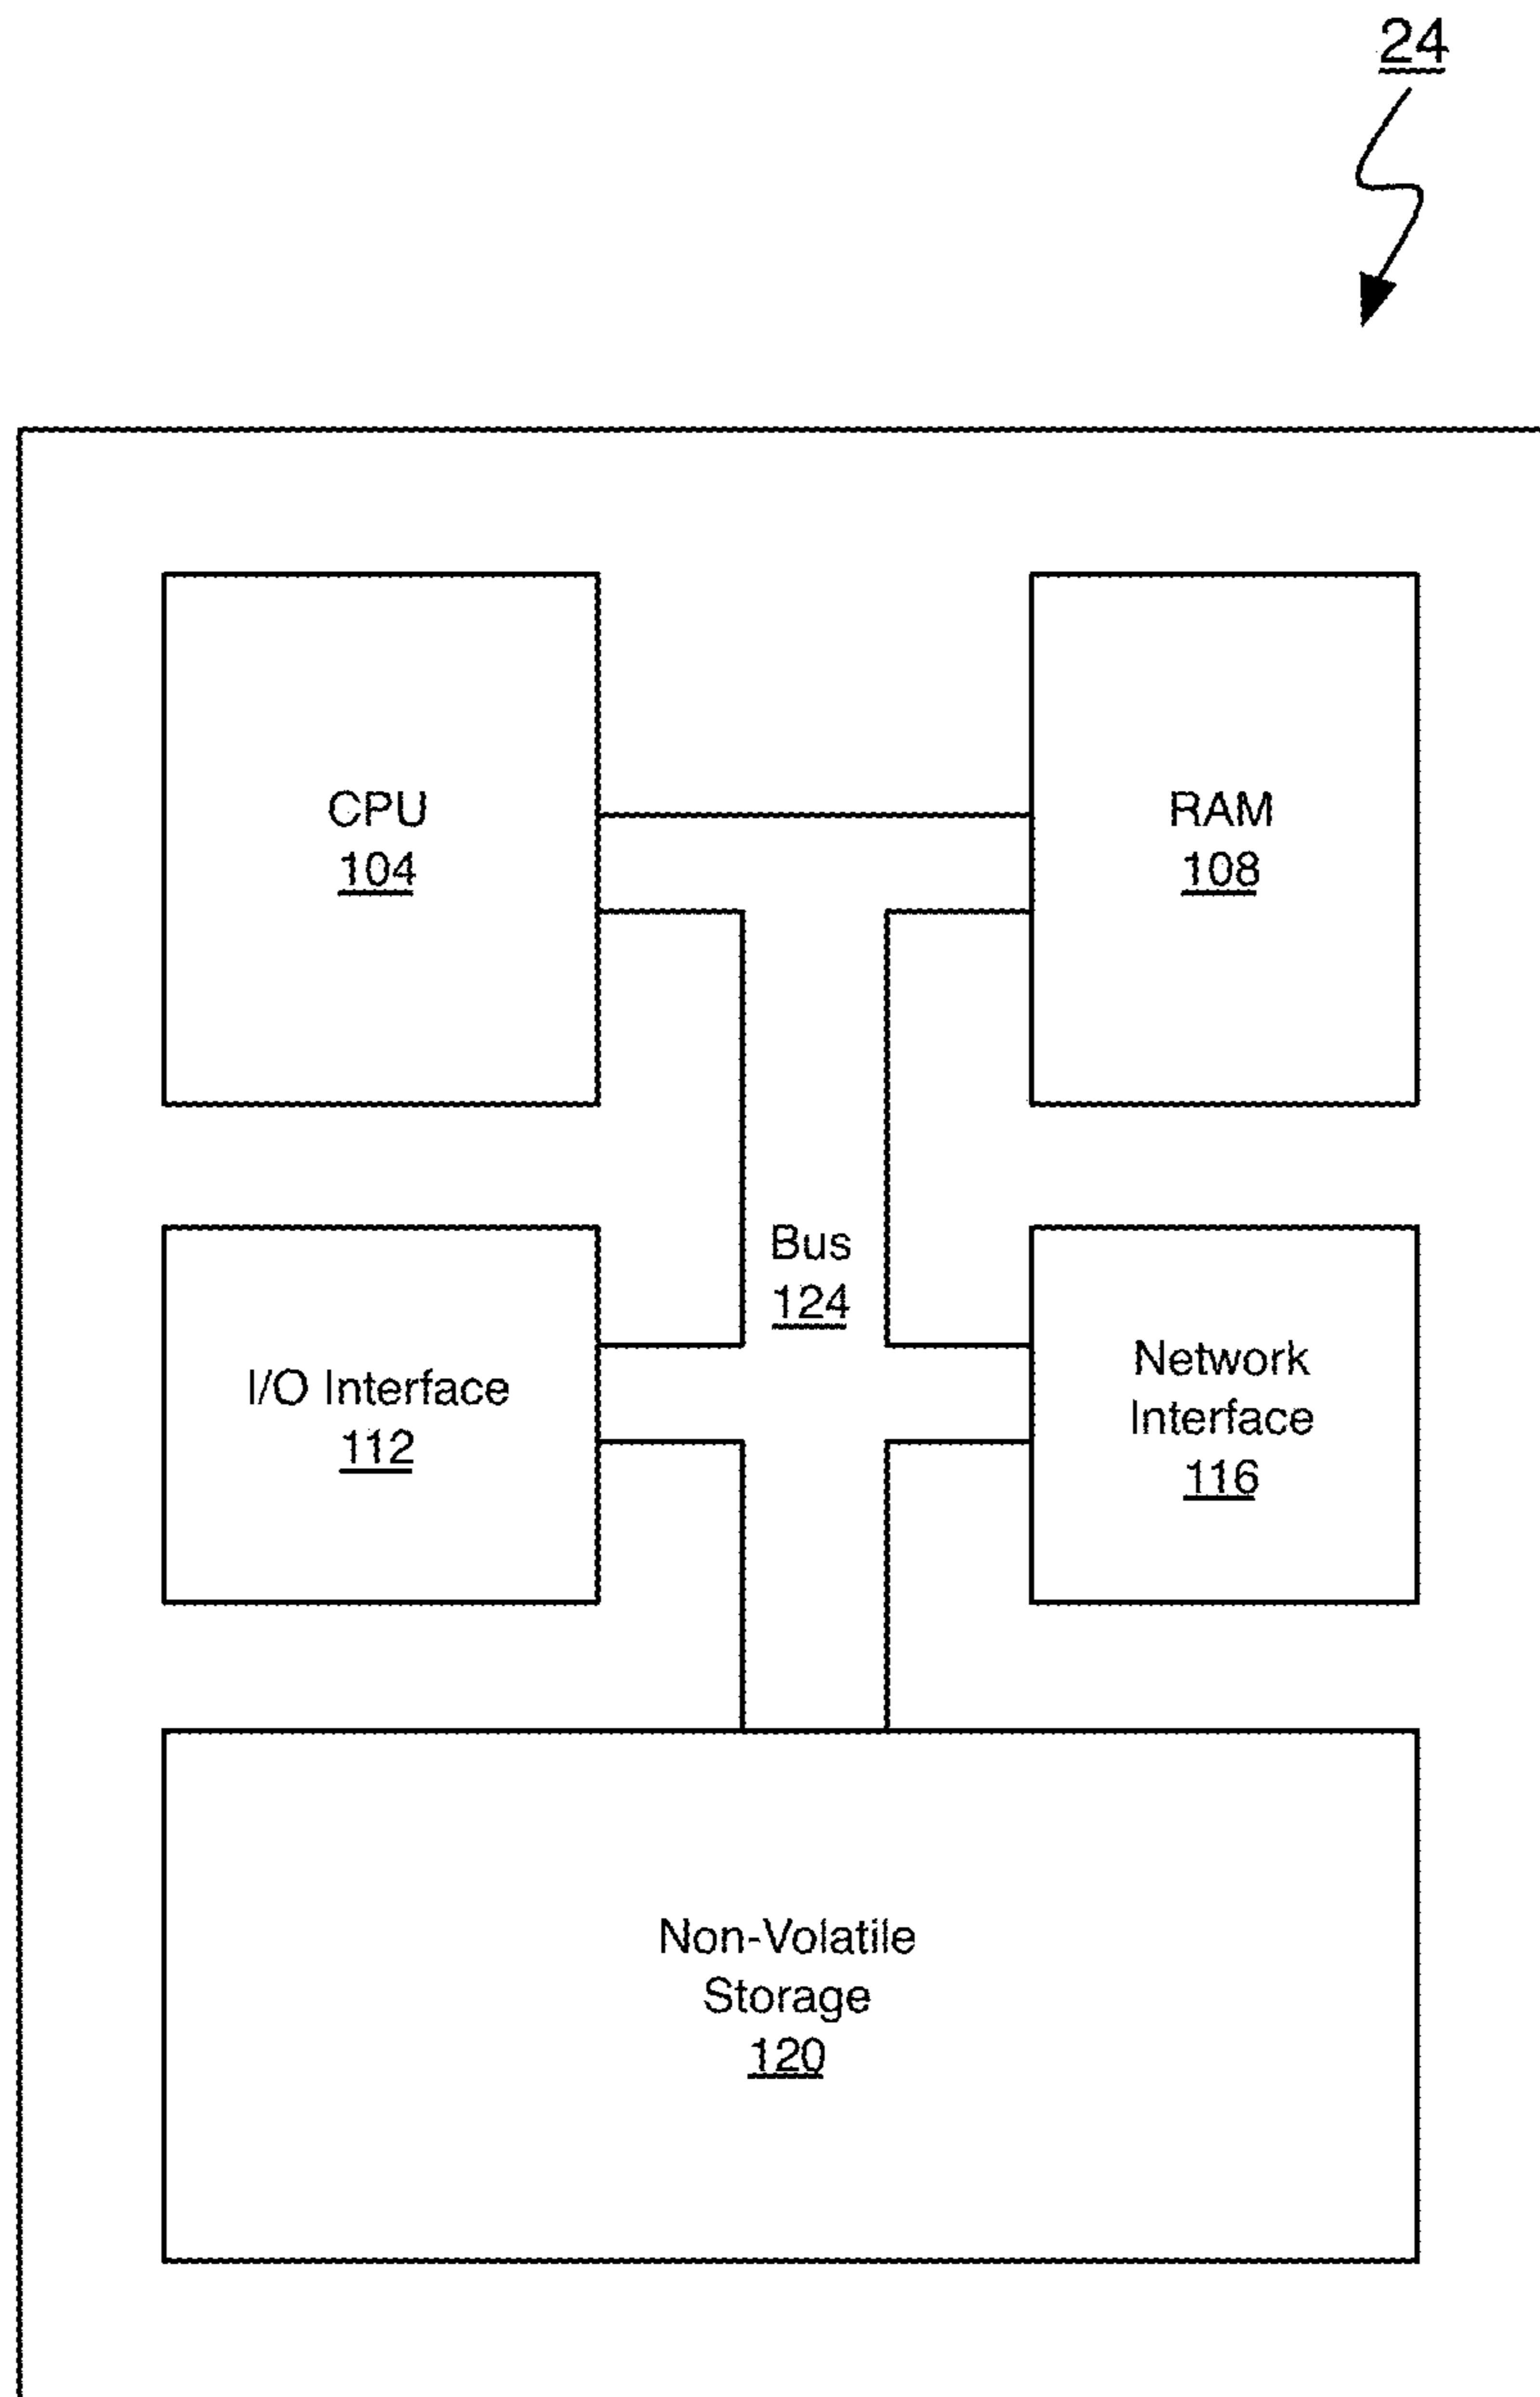 24
CPU
104
RAM
108
Bus
124
I/O Interface
112
Network
Interface
116
Non-Volatile
Storage
120